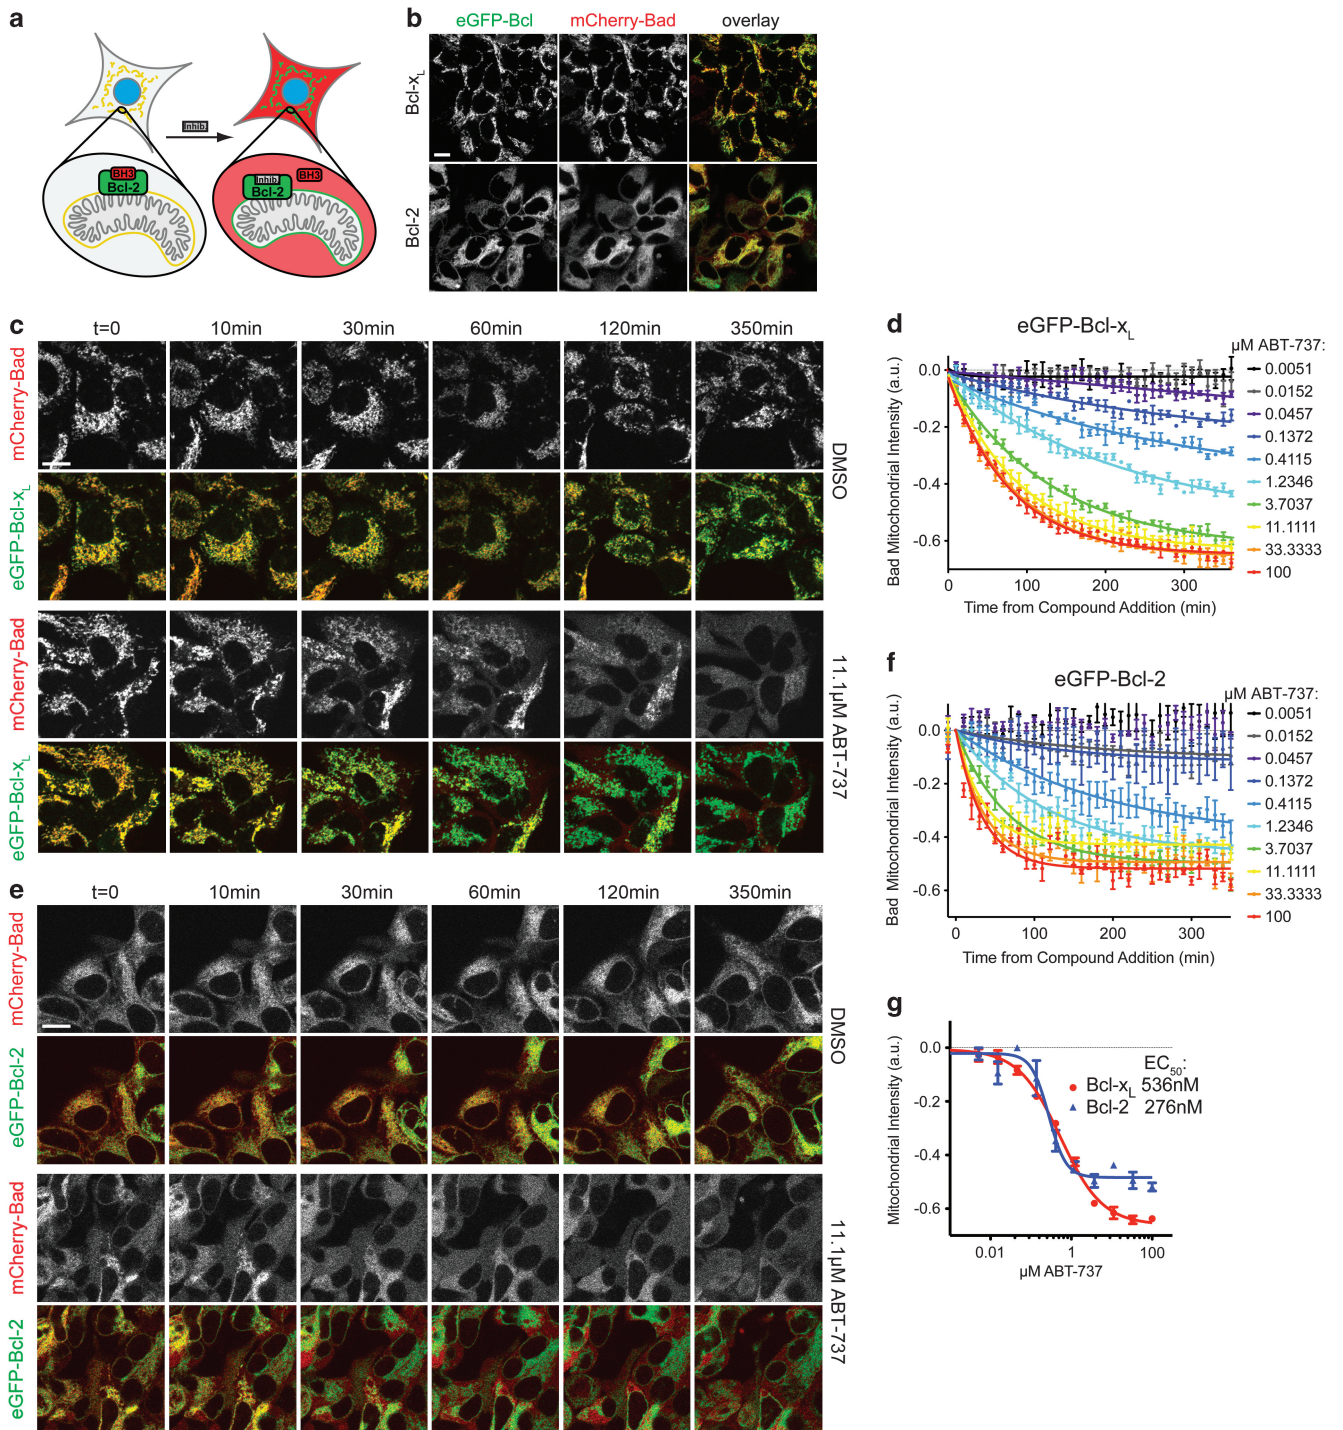 a
Inhib.
BH3
Bcl-2
Inhib.
BH3
Bcl-2
b
eGFP-Bcl
mCherry-Bad
overlay
Bcl-xL
Bcl-2
c
t=0
10min
30min
60min
120min
350min
mCherry-Bad
eGFP-Bcl-xL
DMSO
mCherry-Bad
eGFP-Bcl-xL
11.1µM ABT-737
d
eGFP-Bcl-xL
µM ABT-737:
0.0051
0.0152
0.0457
0.1372
0.4115
1.2346
3.7037
11.1111
33.3333
100
Bad Mitochondrial Intensity (a.u.)
0.0
-0.2
-0.4
-0.6
0
100
200
300
Time from Compound Addition (min)
e
t=0
10min
30min
60min
120min
350min
mCherry-Bad
eGFP-Bcl-2
DMSO
mCherry-Bad
eGFP-Bcl-2
11.1µM ABT-737
f
eGFP-Bcl-2
µM ABT-737:
0.0051
0.0152
0.0457
0.1372
0.4115
1.2346
3.7037
11.1111
33.3333
100
Bad Mitochondrial Intensity (a.u.)
0.0
-0.2
-0.4
-0.6
0
100
200
300
Time from Compound Addition (min)
g
Mitochondrial Intensity (a.u.)
0.0
-0.2
-0.4
-0.6
EC50:
Bcl-xL 536nM
Bcl-2 276nM
0.01
1
100
µM ABT-737